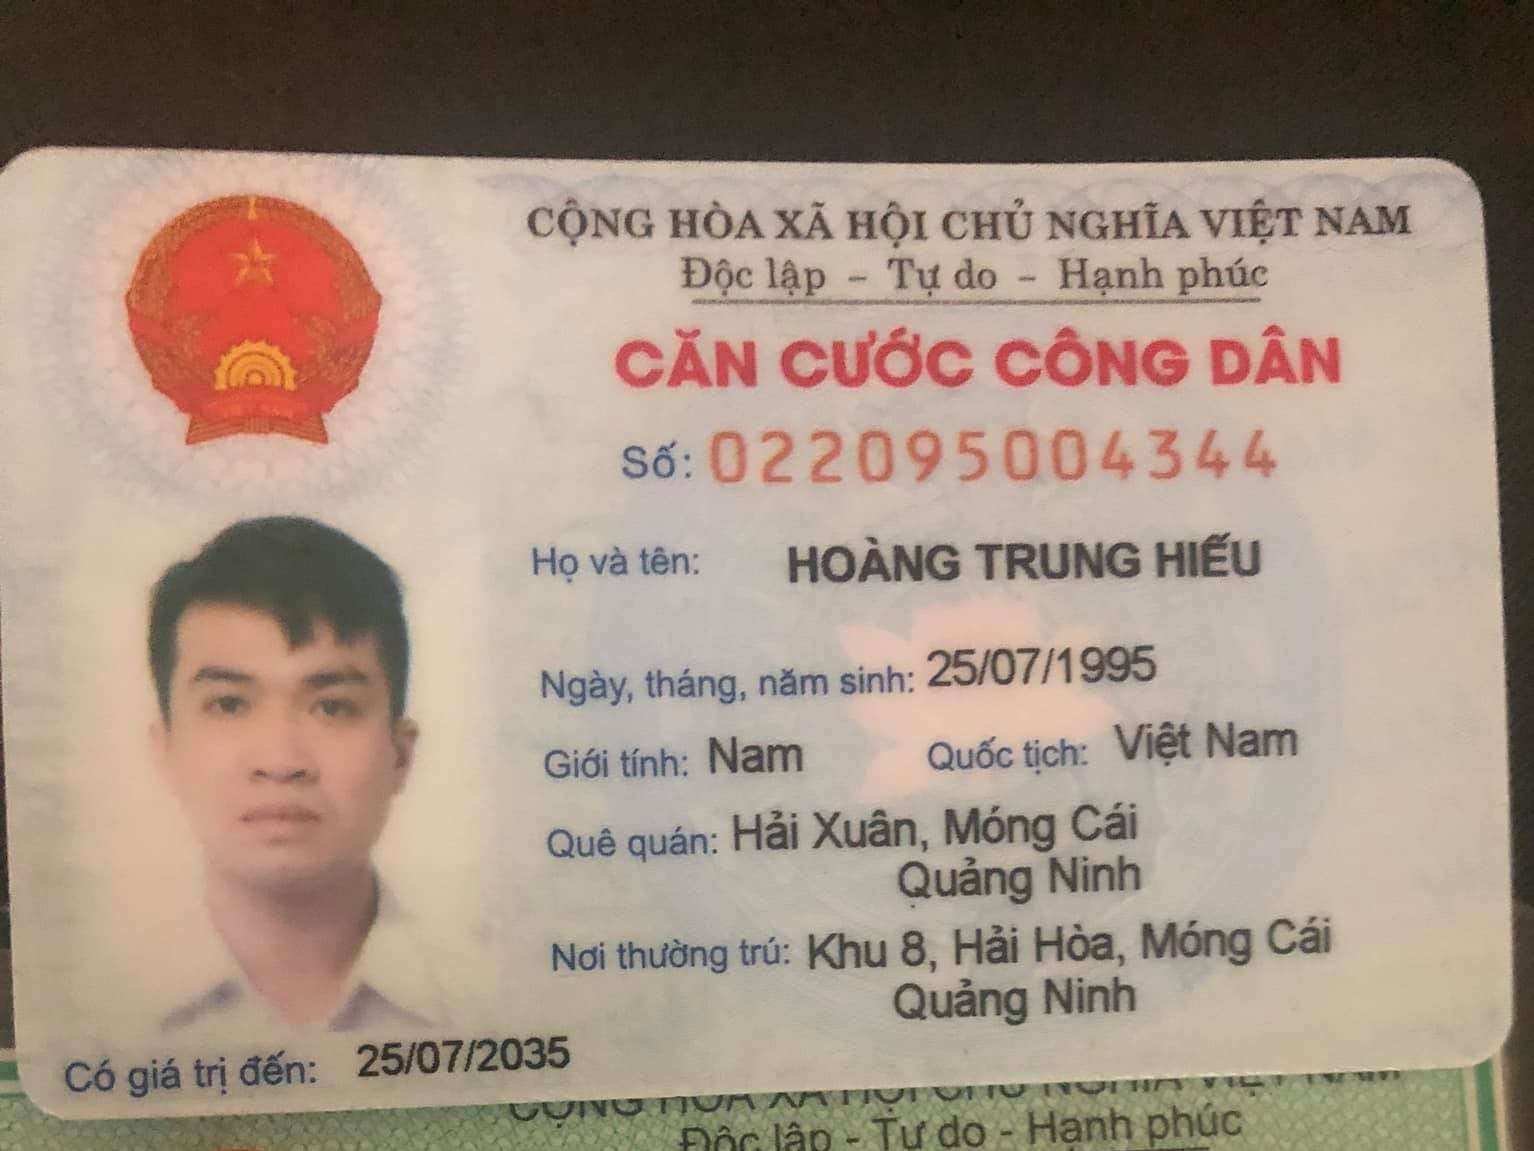 CỘNG HÒA XÃ HỘI CHỦ NGHĨA VIỆT NAM
Độc lập - Tự do - Hạnh phúc
CĂN CƯỚC CÔNG DÂN
Số: 022095004344
Họ và tên: HOÀNG TRUNG HIẾU
Ngày, tháng, năm sinh: 25/07/1995
Giới tính: Nam Quốc tịch: Việt Nam
Quê quán: Hải Xuân, Móng Cái
Quảng Ninh
Nơi thường trú: Khu 8, Hải Hòa, Móng Cái
Quảng Ninh
Có giá trị đến: 25/07/2035
CỘNG HÒA XÃ HỘI CHỦ NGHĨA VIỆT NAM
Độc lập - Tự do - Hạnh phúc